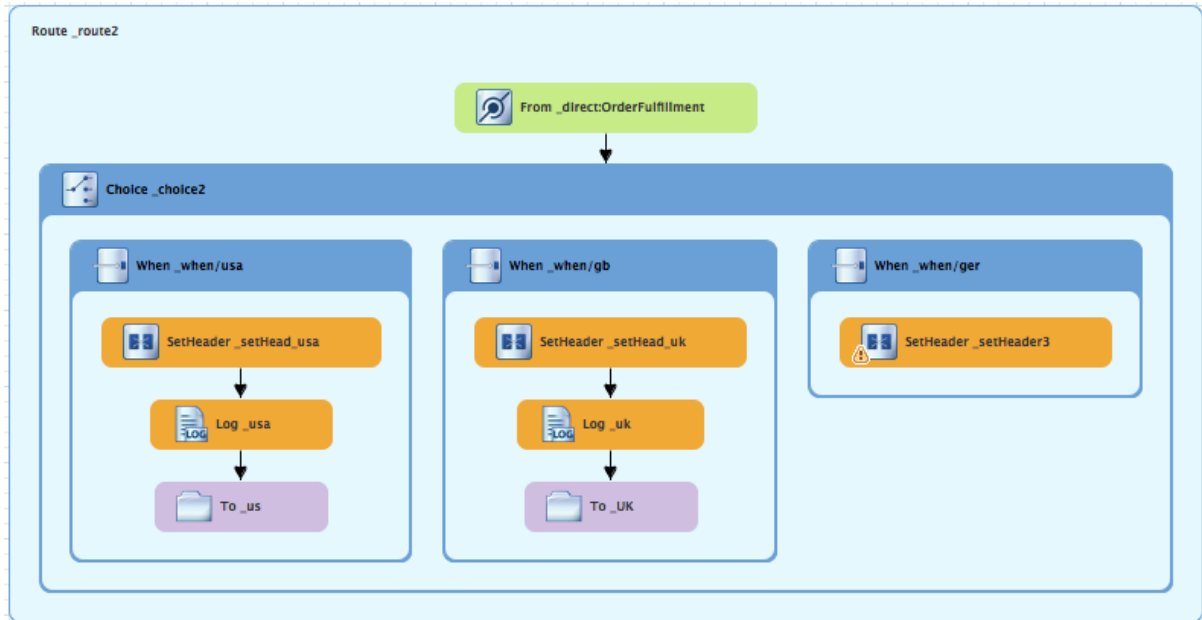 Route _route2
From _direct:OrderFulfillment
Choice _choice2
When _when/usa
When _when/gb
When _when/ger
SetHeader _setHead_usa
SetHeader _setHead_uk
SetHeader _setHeader3
LOG Log _usa
LOG Log _uk
To _us
To _UK